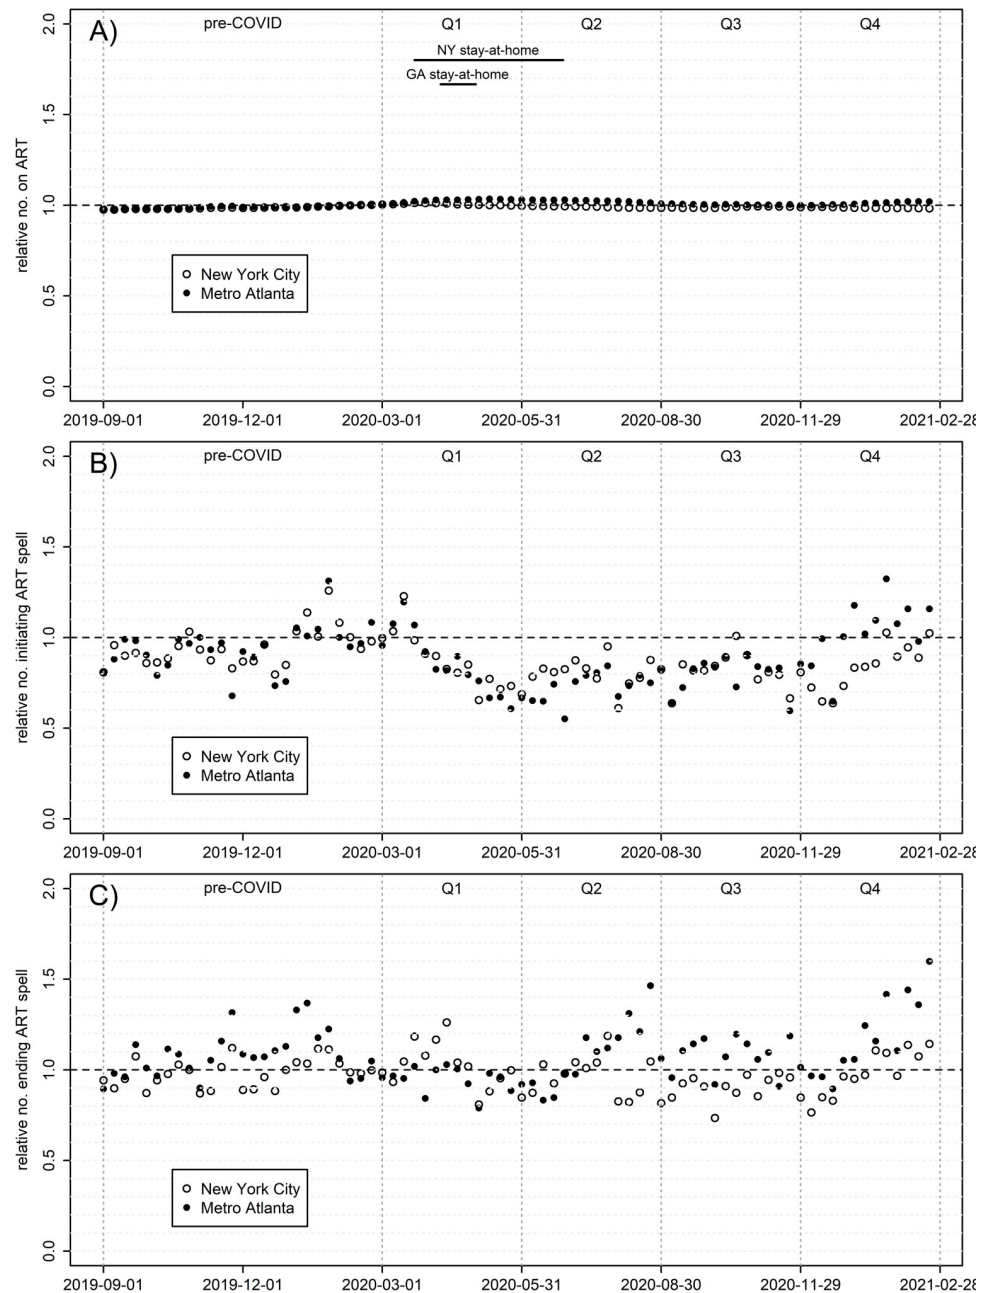 A)
pre-COVID Q1 Q2 Q3 Q4
NY stay-at-home
GA stay-at-home
relative no. on ART
2.0
1.5
1.0
0.5
0.0
New York City
Metro Atlanta
2019-09-01 2019-12-01 2020-03-01 2020-05-31 2020-08-30 2020-11-29 2021-02-28
B)
pre-COVID Q1 Q2 Q3 Q4
relative no. initiating ART spell
2.0
1.5
1.0
0.5
0.0
New York City
Metro Atlanta
2019-09-01 2019-12-01 2020-03-01 2020-05-31 2020-08-30 2020-11-29 2021-02-28
C)
pre-COVID Q1 Q2 Q3 Q4
relative no. ending ART spell
2.0
1.5
1.0
0.5
0.0
New York City
Metro Atlanta
2019-09-01 2019-12-01 2020-03-01 2020-05-31 2020-08-30 2020-11-29 2021-02-28